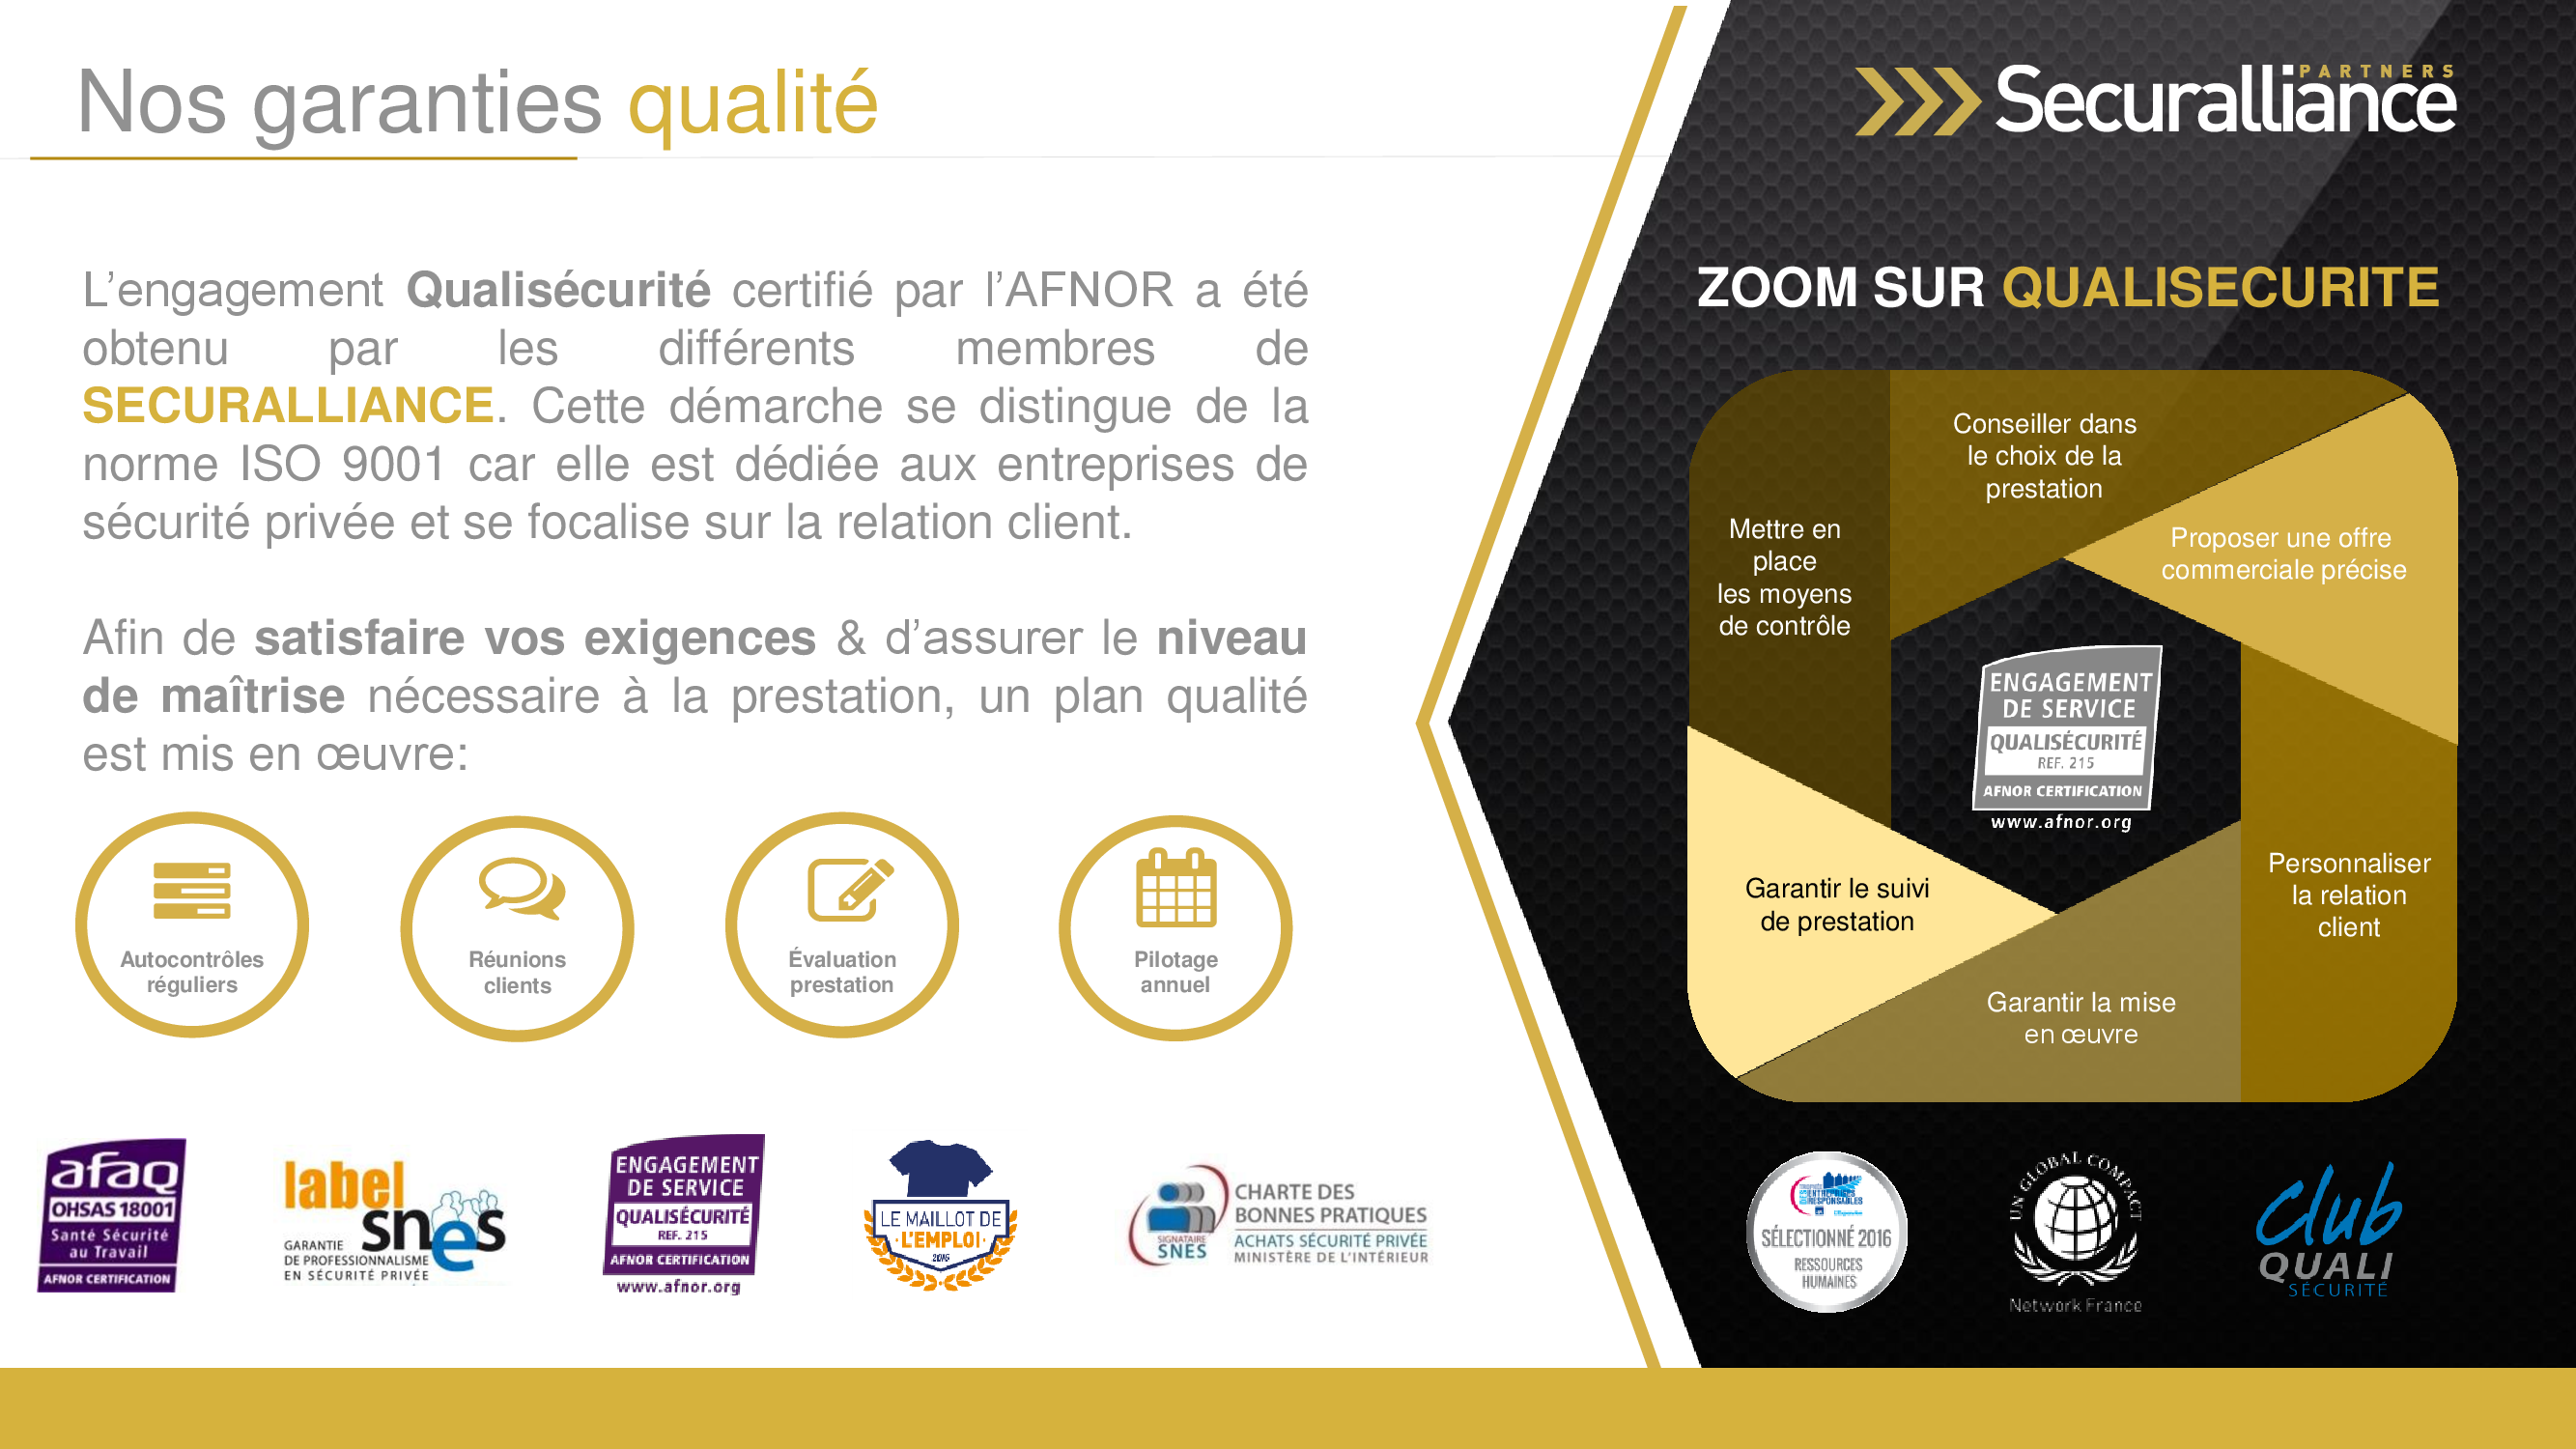 Nos garanties qualité
PARTNERS
Securalliance
L’engagement Qualisécurité certifié par l’AFNOR a été
obtenu par les différents membres de
SECURALLIANCE. Cette démarche se distingue de la
norme ISO 9001 car elle est dédiée aux entreprises de
sécurité privée et se focalise sur la relation client.
Afin de satisfaire vos exigences & d’assurer le niveau
de maîtrise nécessaire à la prestation, un plan qualité
est mis en œuvre:
Autocontrôles
réguliers
Réunions
clients
Évaluation
prestation
Pilotage
annuel
ZOOM SUR QUALISECURITE
Conseiller dans
le choix de la
prestation
Proposer une offre
commerciale précise
Mettre en
place
les moyens
de contrôle
ENGAGEMENT
DE SERVICE
QUALISÉCURITÉ
REF. 215
AFNOR CERTIFICATION
www.afnor.org
Personnaliser
la relation
client
Garantir le suivi
de prestation
Garantir la mise
en œuvre
afaq
OHSAS 18001
Santé Sécurité
au Travail
AFNOR CERTIFICATION
label
snes
GARANTIE
DE PROFESSIONNALISME
EN SÉCURITÉ PRIVÉE
ENGAGEMENT
DE SERVICE
QUALISÉCURITÉ
REF. 215
AFNOR CERTIFICATION
www.afnor.org
LE MAILLOT DE
L'EMPLOI
2016
SIGNATAIRE
SNES
CHARTE DES
BONNES PRATIQUES
ACHATS SÉCURITÉ PRIVÉE
MINISTÈRE DE L'INTÉRIEUR
SÉLECTIONNÉ 2016
RESSOURCES
HUMAINES
UN GLOBAL COMPACT
Network France
club
QUALI
SÉCURITÉ